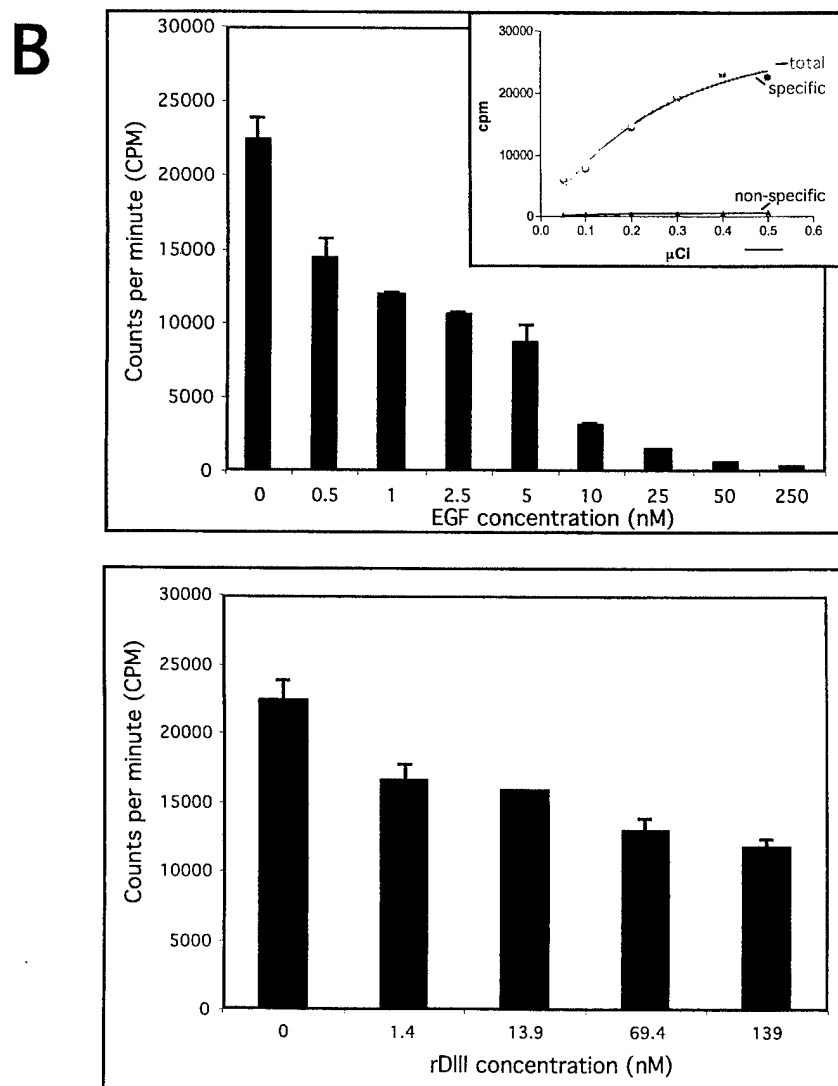 B
30000
25000
20000
15000
10000
5000
0
Counts per minute (CPM)
0 0.5 1 2.5 5 10 25 50 250
EGF concentration (nM)
30000
20000
10000
0
cpm
total
specific
non-specific
0.0 0.1 0.2 0.3 0.4 0.5 0.6
µCi
30000
25000
20000
15000
10000
5000
0
Counts per minute (CPM)
0 1.4 13.9 69.4 139
rDIII concentration (nM)